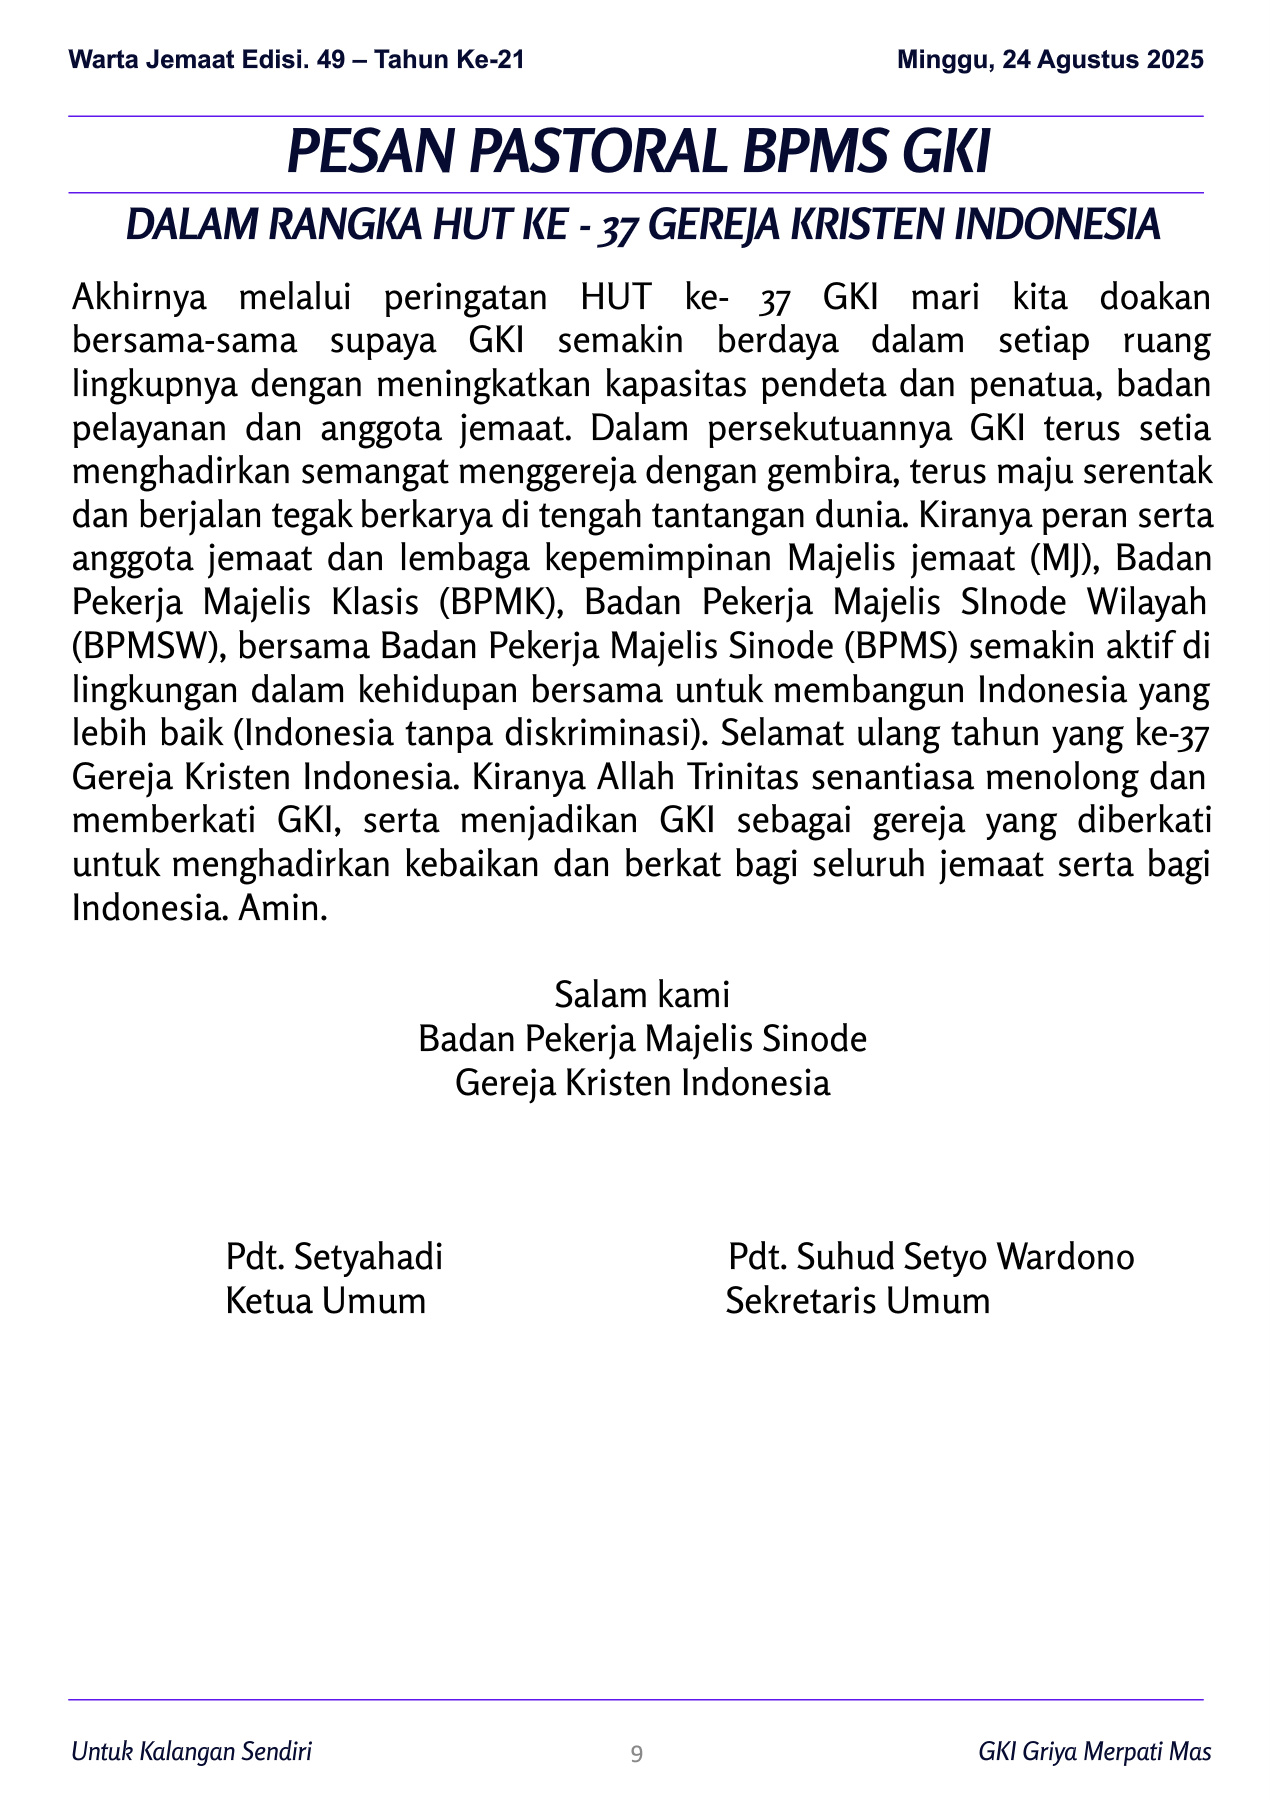 Warta Jemaat Edisi. 49 – Tahun Ke-21
Minggu, 24 Agustus 2025
PESAN PASTORAL BPMS GKI
DALAM RANGKA HUT KE - 37 GEREJA KRISTEN INDONESIA
Akhirnya melalui peringatan HUT ke- 37 GKI mari kita doakan
bersama-sama supaya GKI semakin berdaya dalam setiap ruang
lingkupnya dengan meningkatkan kapasitas pendeta dan penatua, badan
pelayanan dan anggota jemaat. Dalam persekutuannya GKI terus setia
menghadirkan semangat menggereja dengan gembira, terus maju serentak
dan berjalan tegak berkarya di tengah tantangan dunia. Kiranya peran serta
anggota jemaat dan lembaga kepemimpinan Majelis jemaat (MJ), Badan
Pekerja Majelis Klasis (BPMK), Badan Pekerja Majelis SInode Wilayah
(BPMSW), bersama Badan Pekerja Majelis Sinode (BPMS) semakin aktif di
lingkungan dalam kehidupan bersama untuk membangun Indonesia yang
lebih baik (Indonesia tanpa diskriminasi). Selamat ulang tahun yang ke-37
Gereja Kristen Indonesia. Kiranya Allah Trinitas senantiasa menolong dan
memberkati GKI, serta menjadikan GKI sebagai gereja yang diberkati
untuk menghadirkan kebaikan dan berkat bagi seluruh jemaat serta bagi
Indonesia. Amin.
Salam kami
Badan Pekerja Majelis Sinode
Gereja Kristen Indonesia
Pdt. Setyahadi
Ketua Umum
Pdt. Suhud Setyo Wardono
Sekretaris Umum
Untuk Kalangan Sendiri
9
GKI Griya Merpati Mas